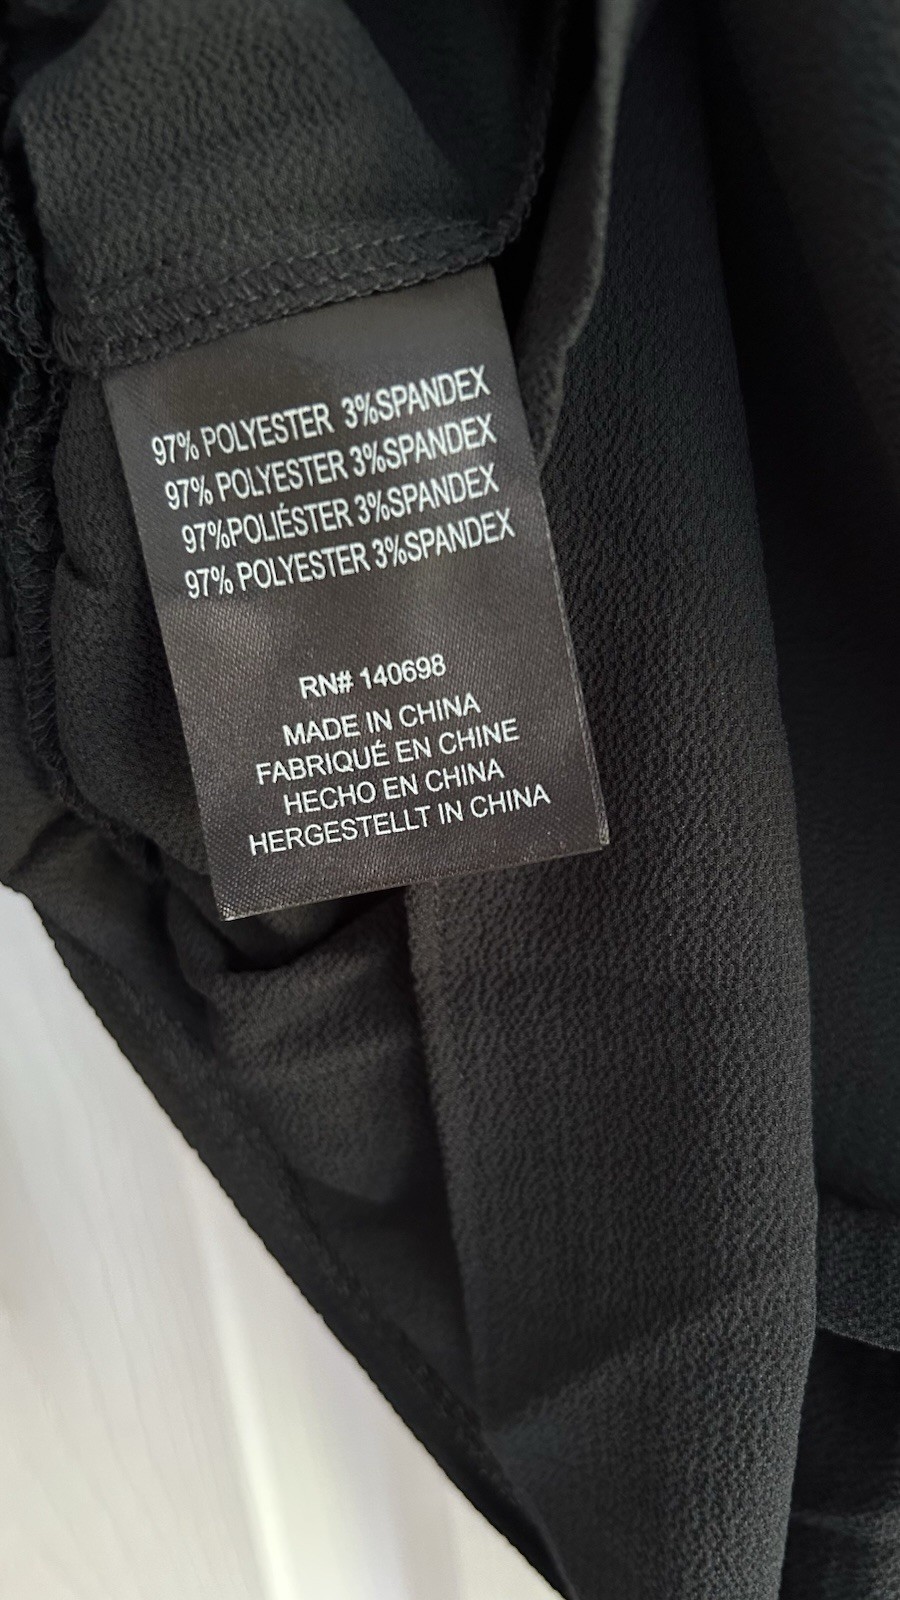 97% POLYESTER 3%SPANDEX
97% POLYESTER 3%SPANDEX
97%POLIÉSTER 3%SPANDEX
97% POLYESTER 3%SPANDEX
RN# 140698
MADE IN CHINA
FABRIQUÉ EN CHINE
HECHO EN CHINA
HERGESTELLT IN CHINA